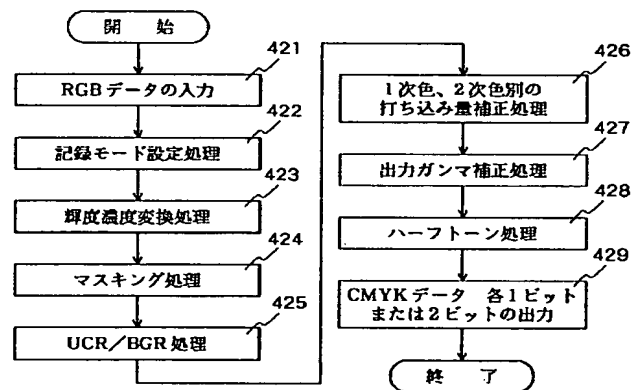 開 始
421
RGBデータの入力
422
記録モード設定処理
423
輝度濃度変換処理
424
マスキング処理
425
UCR/BGR処理
426
1次色、2次色別の
打ち込み量補正処理
427
出力ガンマ補正処理
428
ハーフトーン処理
429
CMYKデータ 各1ビット
または2ビットの出力
終 了